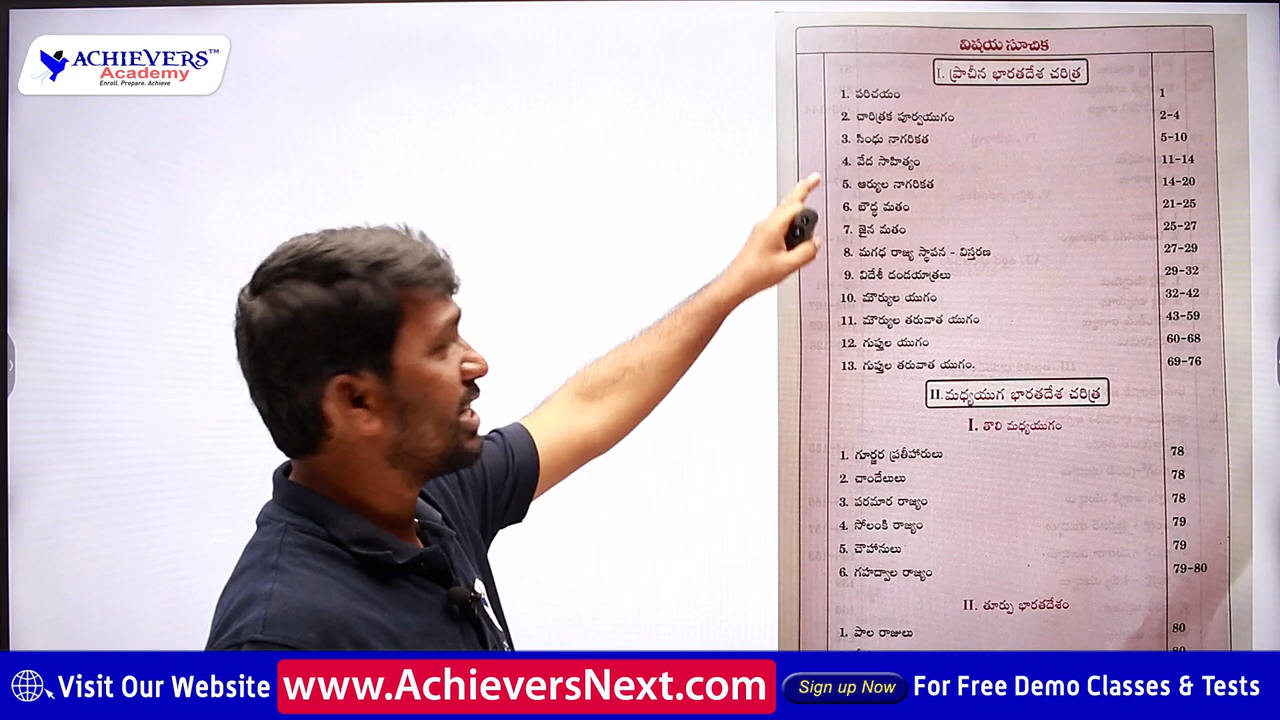 ACHIEVERS™
Academy
Enroll. Prepare. Achieve
విషయ సూచిక
I. ప్రాచీన భారతదేశ చరిత్ర
1. పరిచయం 1
2. చారిత్రక పూర్వయుగం 2-4
3. సింధు నాగరికత 5-10
4. వేద సాహిత్యం 11-14
5. ఆర్యుల నాగరికత 14-20
6. బౌద్ధ మతం 21-25
7. జైన మతం 25-27
8. మగధ రాజ్య స్థాపన - విస్తరణ 27-29
9. విదేశీ దండయాత్రలు 29-32
10. మౌర్యుల యుగం 32-42
11. మౌర్యుల తరువాత యుగం 43-59
12. గుప్తుల యుగం 60-68
13. గుప్తుల తరువాత యుగం. 69-76
II. మధ్యయుగ భారతదేశ చరిత్ర
I. తొలి మధ్యయుగం
1. గూర్జర ప్రతీహారులు 78
2. చాందేలులు 78
3. పరమార రాజ్యం 78
4. సోలంకి రాజ్యం 79
5. చౌహానులు 79
6. గహద్వాల రాజ్యం 79-80
II. తూర్పు భారతదేశం
1. పాల రాజులు 80
Visit Our Website www.AchieversNext.com Sign up Now For Free Demo Classes & Tests